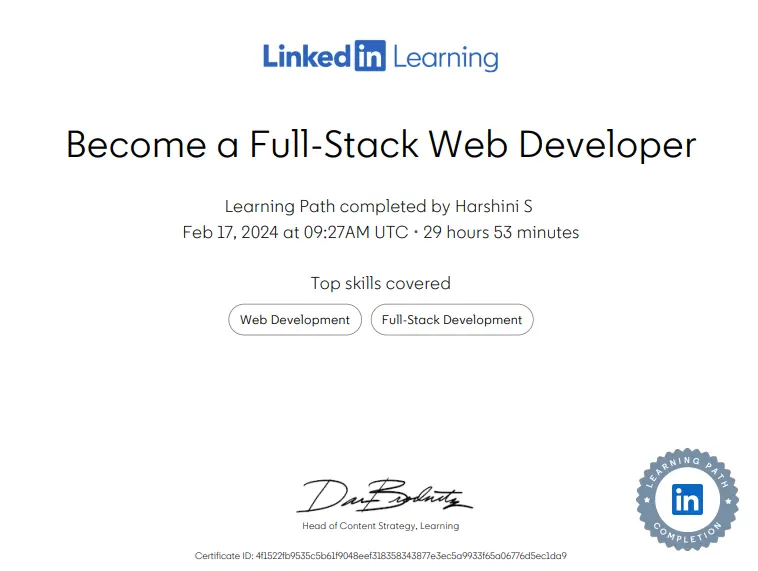 Linked in Learning
Become a Full-Stack Web Developer
Learning Path completed by Harshini S
Feb 17, 2024 at 09:27AM UTC • 29 hours 53 minutes
Top skills covered
Web Development Full-Stack Development
Head of Content Strategy, Learning
LEARNING PATH
in
COMPLETION
Certificate ID: 4f1522fb9535c5b61f9048eef318358343877e3ec5a9933f65a06776d5ec1da9